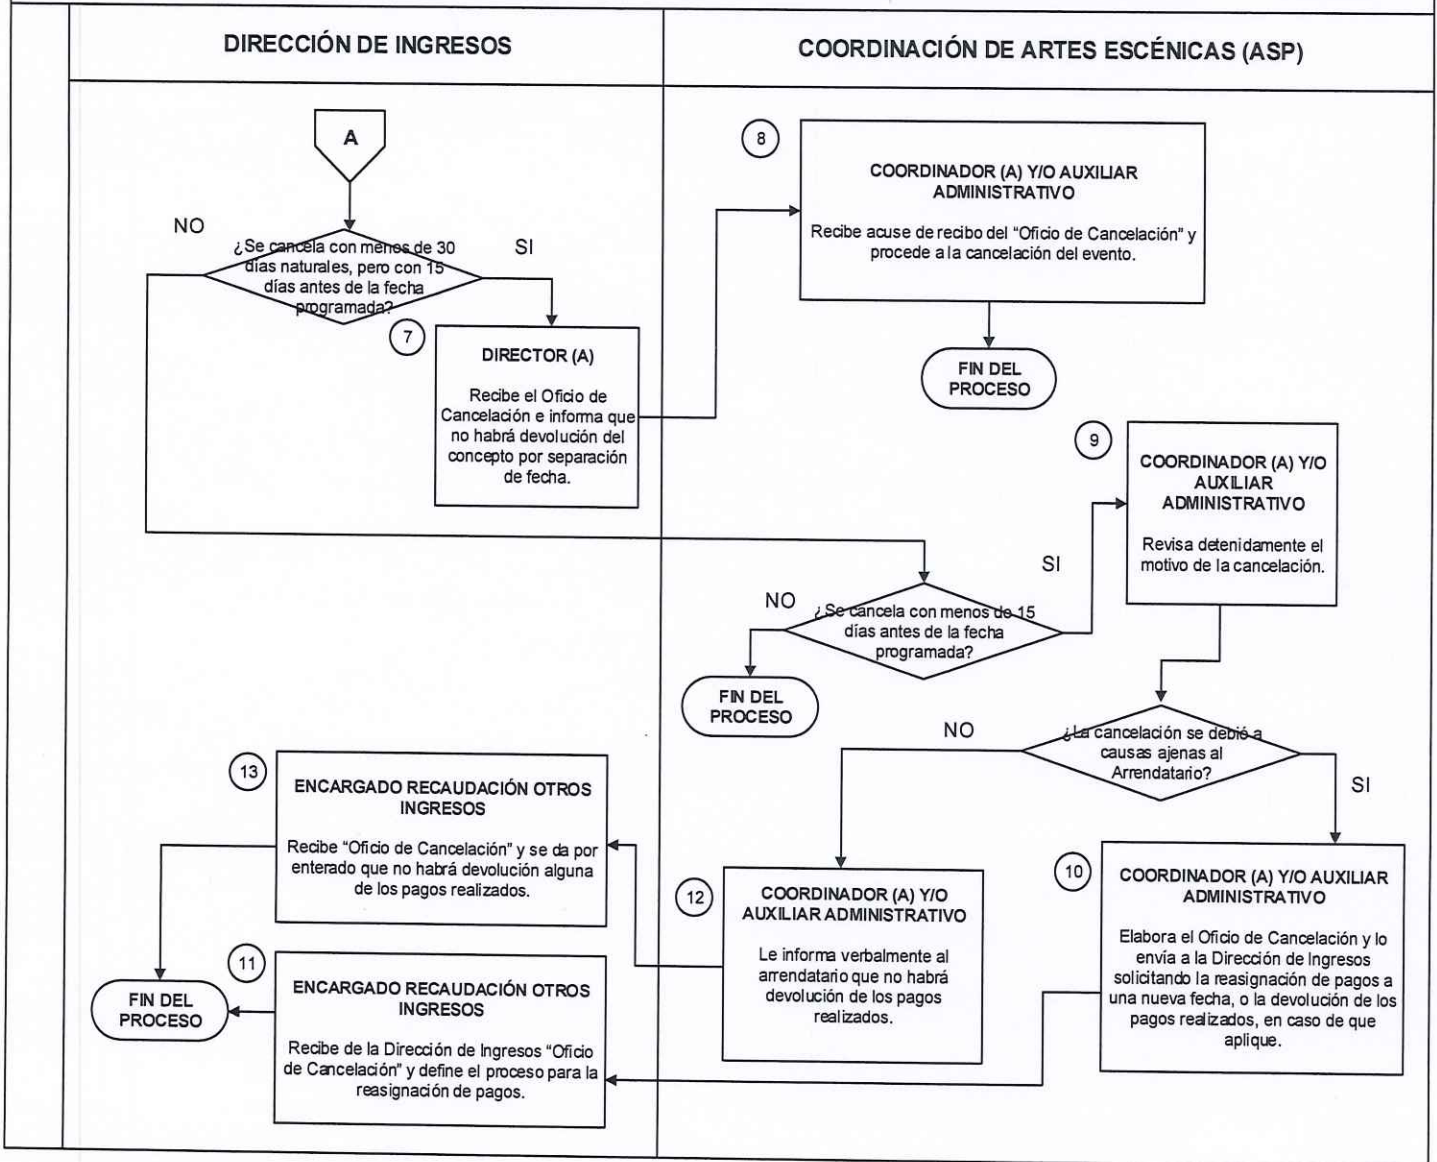 DIRECCIÓN DE INGRESOS
COORDINACIÓN DE ARTES ESCÉNICAS (ASP)
A
NO
¿Se cancela con menos de 30
días naturales, pero con 15
días antes de la fecha
programada?
SI
7
DIRECTOR (A)
Recibe el Oficio de
Cancelación e informa que
no habrá devolución del
concepto por separación
de fecha.
8
COORDINADOR (A) Y/O AUXILIAR
ADMINISTRATIVO
Recibe acuse de recibo del “Oficio de Cancelación” y
procede a la cancelación del evento.
FIN DEL
PROCESO
9
COORDINADOR (A) Y/O
AUXILIAR
ADMINISTRATIVO
Revisa detenidamente el
motivo de la cancelación.
SI
NO
¿Se cancela con menos de 15
días antes de la fecha
programada?
FIN DEL
PROCESO
NO
¿La cancelación se debió a
causas ajenas al
Arrendatario?
SI
13
ENCARGADO RECAUDACIÓN OTROS
INGRESOS
Recibe “Oficio de Cancelación” y se da por
enterado que no habrá devolución alguna
de los pagos realizados.
12
COORDINADOR (A) Y/O
AUXILIAR ADMINISTRATIVO
Le informa verbalmente al
arrendatario que no habrá
devolución de los pagos
realizados.
10
COORDINADOR (A) Y/O AUXILIAR
ADMINISTRATIVO
Elabora el Oficio de Cancelación y lo
envía a la Dirección de Ingresos
solicitando la reasignación de pagos a
una nueva fecha, o la devolución de los
pagos realizados, en caso de que
aplique.
11
ENCARGADO RECAUDACIÓN OTROS
INGRESOS
Recibe de la Dirección de Ingresos “Oficio
de Cancelación” y define el proceso para la
reasignación de pagos.
FIN DEL
PROCESO